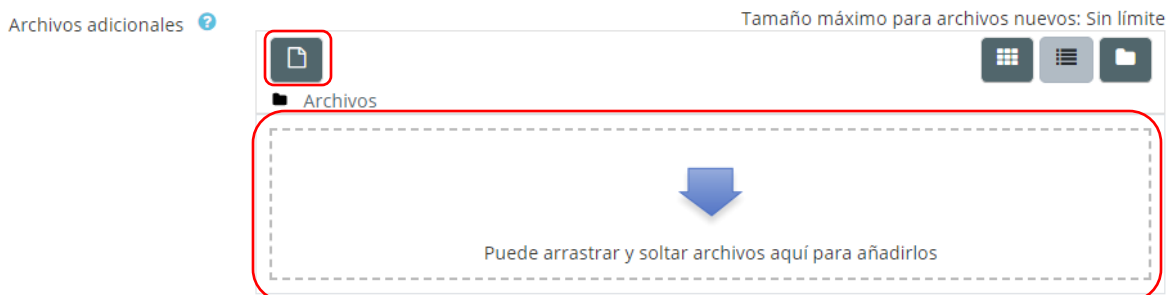 Archivos adicionales
Tamaño máximo para archivos nuevos: Sin límite
Archivos
Puede arrastrar y soltar archivos aquí para añadirlos